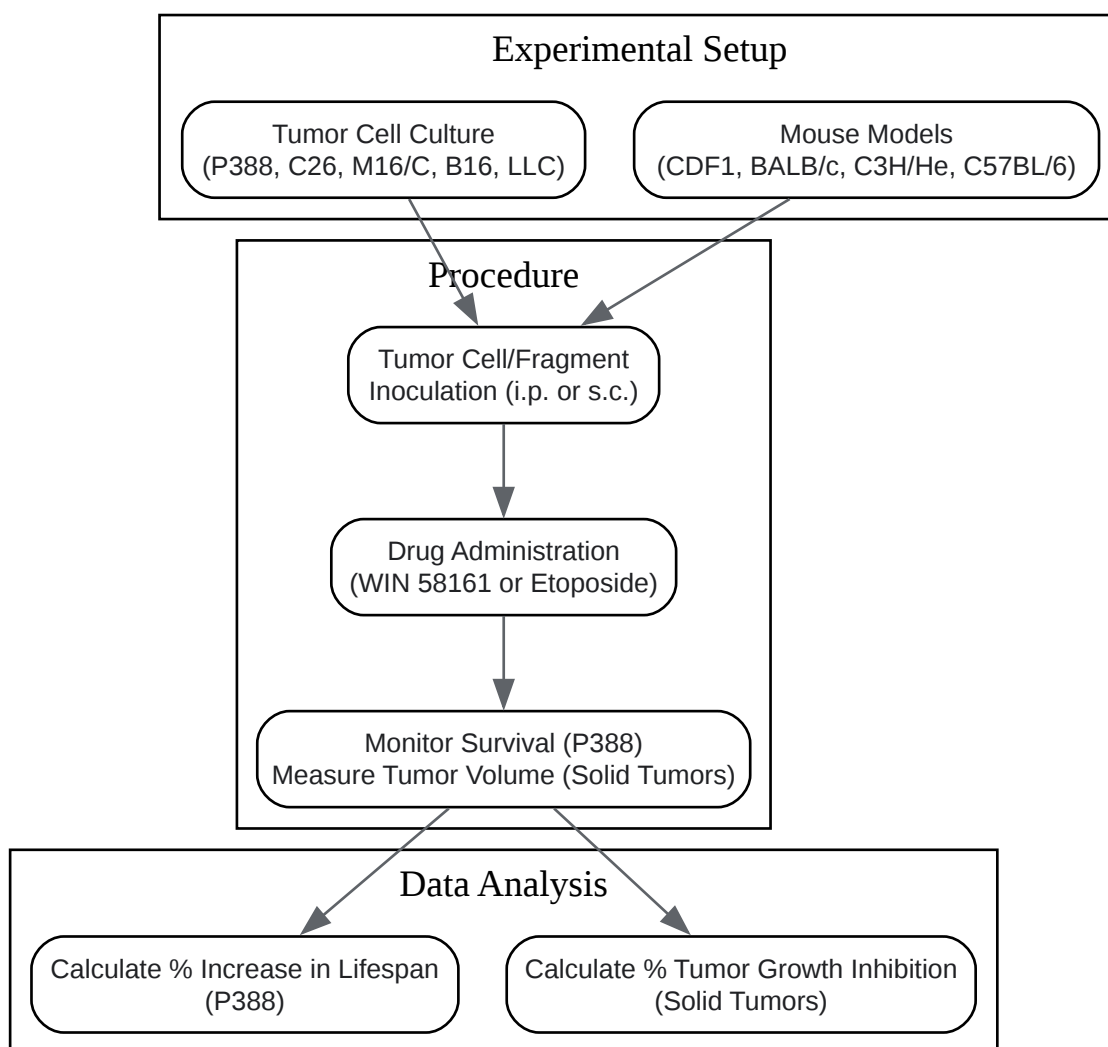 Experimental Setup
Tumor Cell Culture
(P388, C26, M16/C, B16, LLC)
Mouse Models
(CDF1, BALB/c, C3H/He, C57BL/6)
Procedure
Tumor Cell/Fragment
Inoculation (i.p. or s.c.)
Drug Administration
(WIN 58161 or Etoposide)
Monitor Survival (P388)
Measure Tumor Volume (Solid Tumors)
Data Analysis
Calculate % Increase in Lifespan
(P388)
Calculate % Tumor Growth Inhibition
(Solid Tumors)